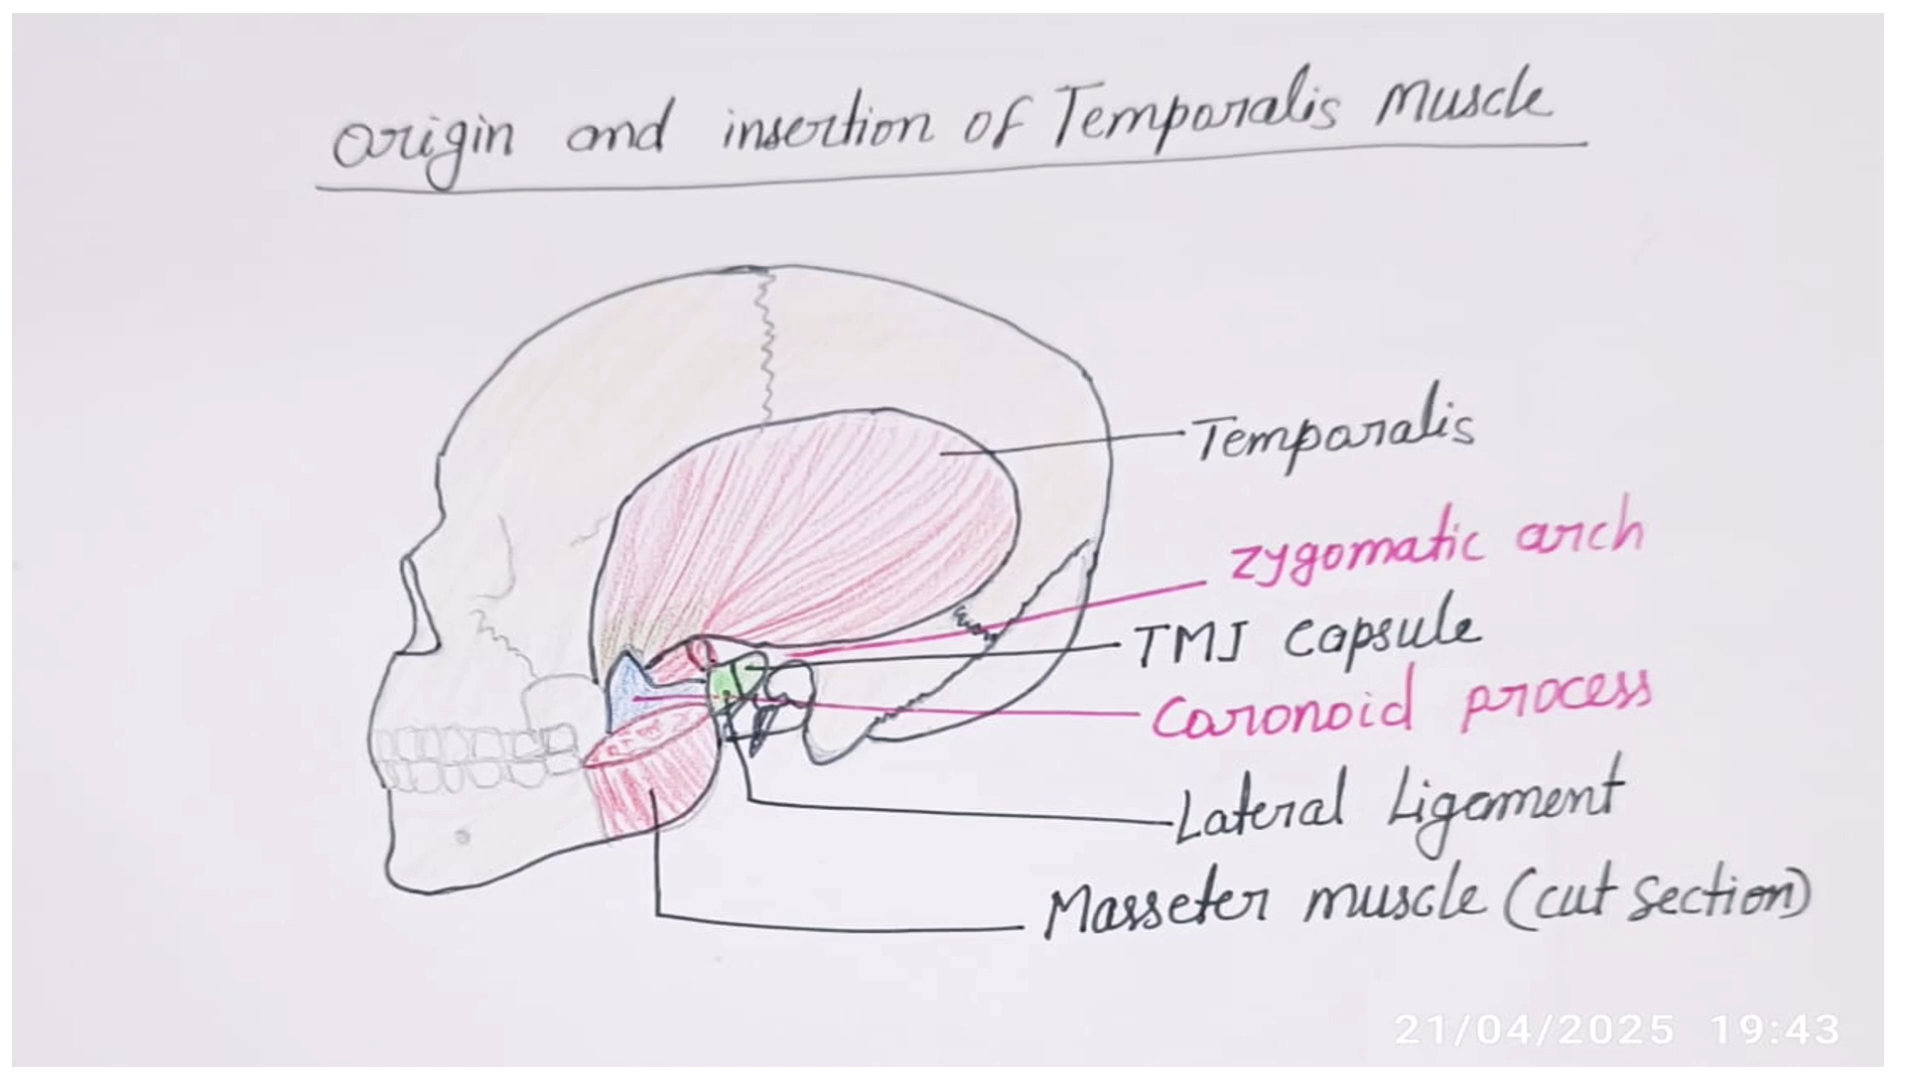 Origin and insertion of Temporalis Muscle
Temporalis
Zygomatic arch
TMJ capsule
Coronoid process
Lateral Ligament
Masseter muscle (cut section)
21/04/2025 19:43